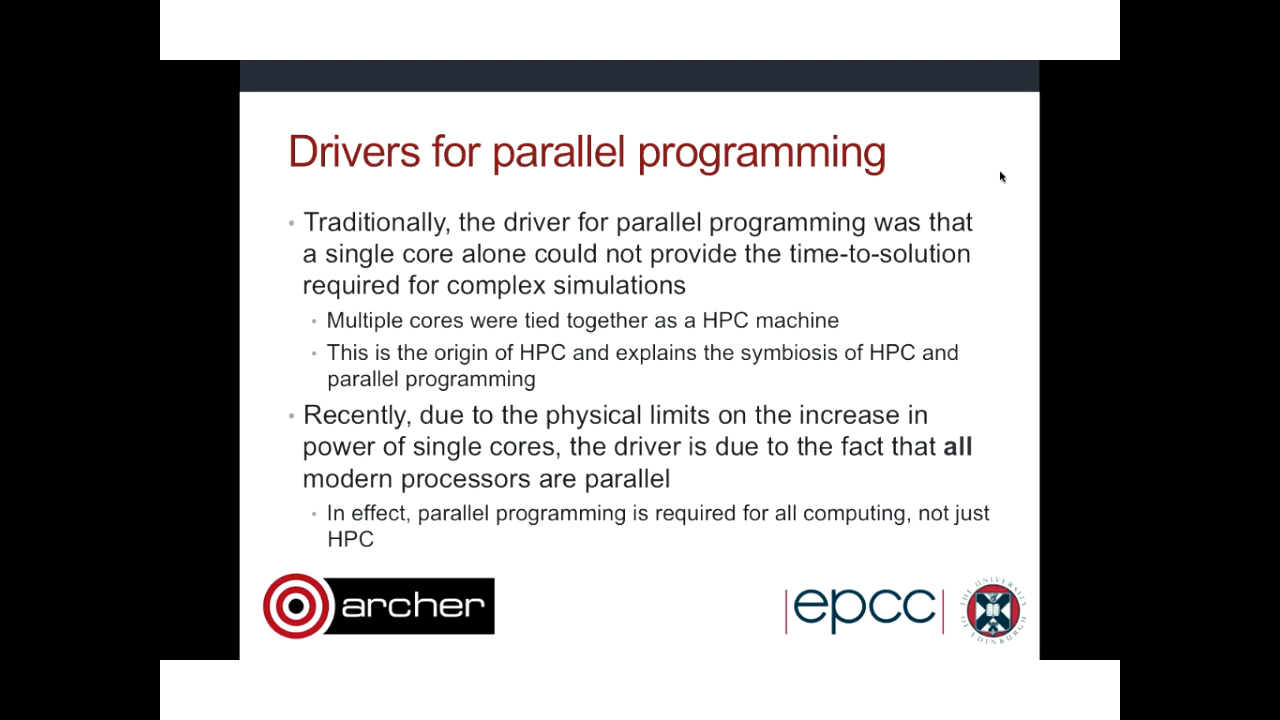 Drivers for parallel programming
• Traditionally, the driver for parallel programming was that
a single core alone could not provide the time-to-solution
required for complex simulations
• Multiple cores were tied together as a HPC machine
• This is the origin of HPC and explains the symbiosis of HPC and
parallel programming
• Recently, due to the physical limits on the increase in
power of single cores, the driver is due to the fact that all
modern processors are parallel
• In effect, parallel programming is required for all computing, not just
HPC
archer
epcc
THE UNIVERSITY
OF EDINBURGH